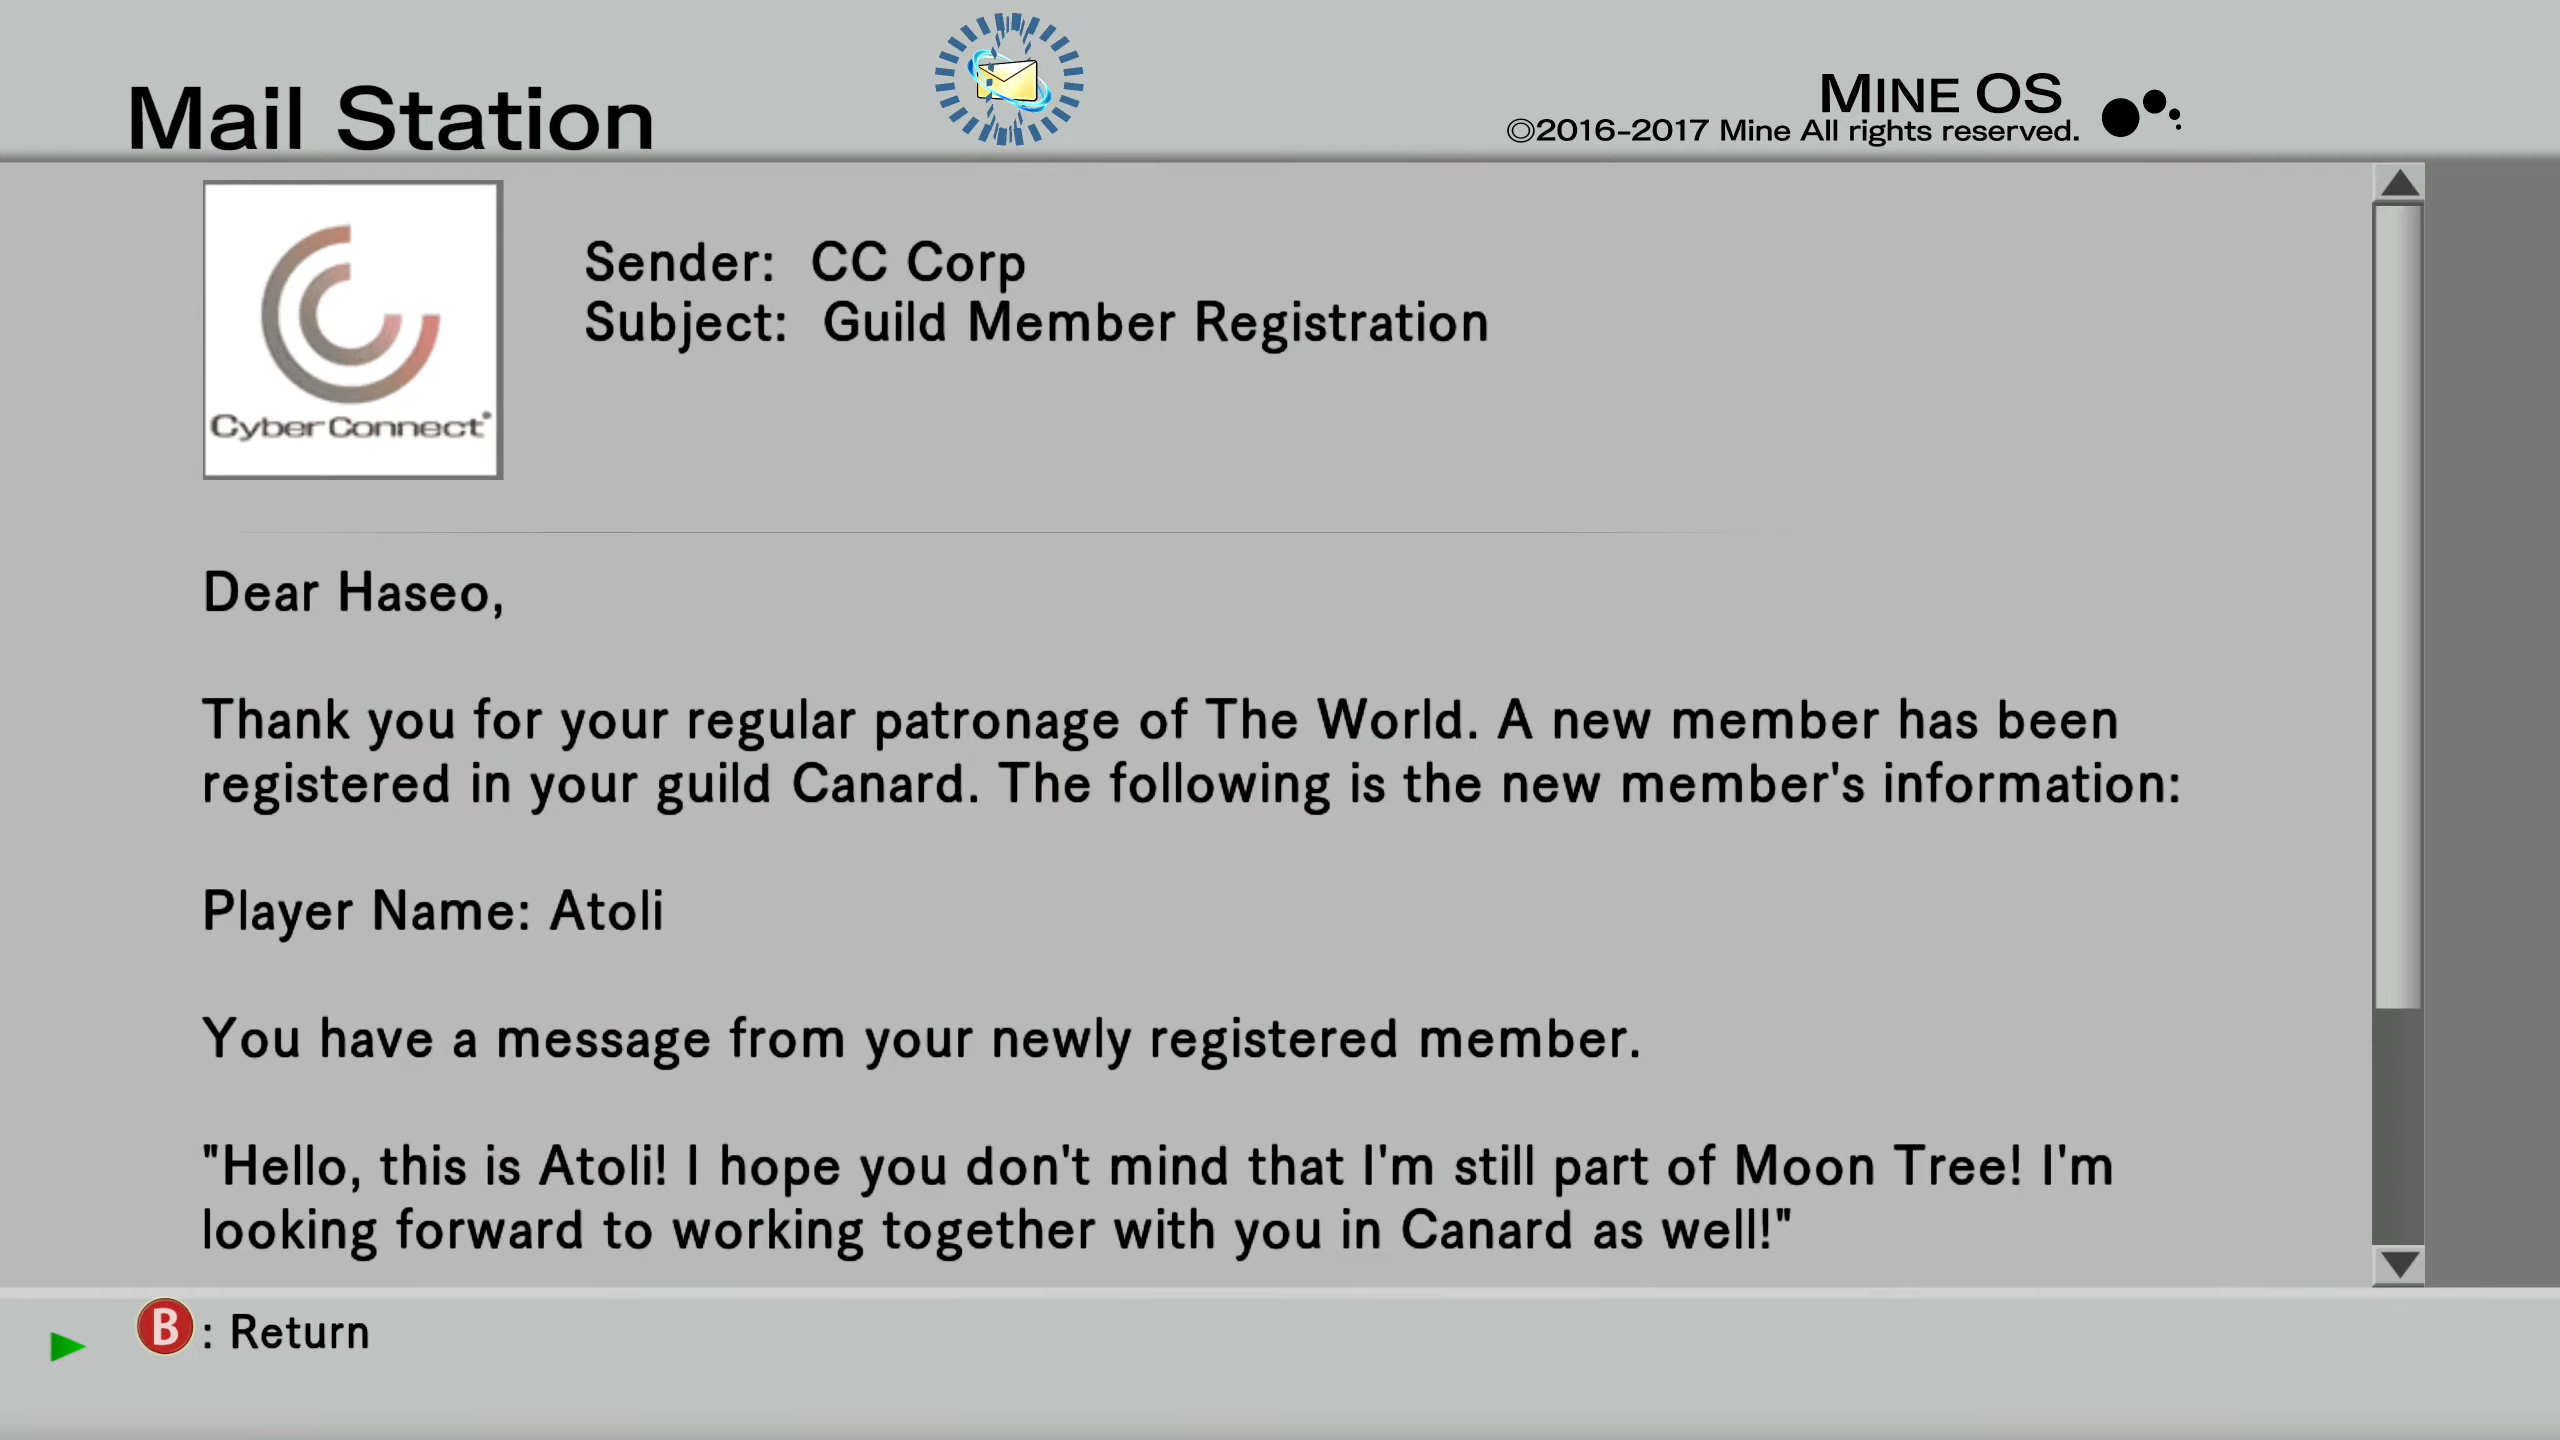 Mail Station
MINE OS
©2016-2017 Mine All rights reserved.
CyberConnect
Sender: CC Corp
Subject: Guild Member Registration
Dear Haseo,
Thank you for your regular patronage of The World. A new member has been
registered in your guild Canard. The following is the new member's information:
Player Name: Atoli
You have a message from your newly registered member.
"Hello, this is Atoli! I hope you don't mind that I'm still part of Moon Tree! I'm
looking forward to working together with you in Canard as well!"
B : Return